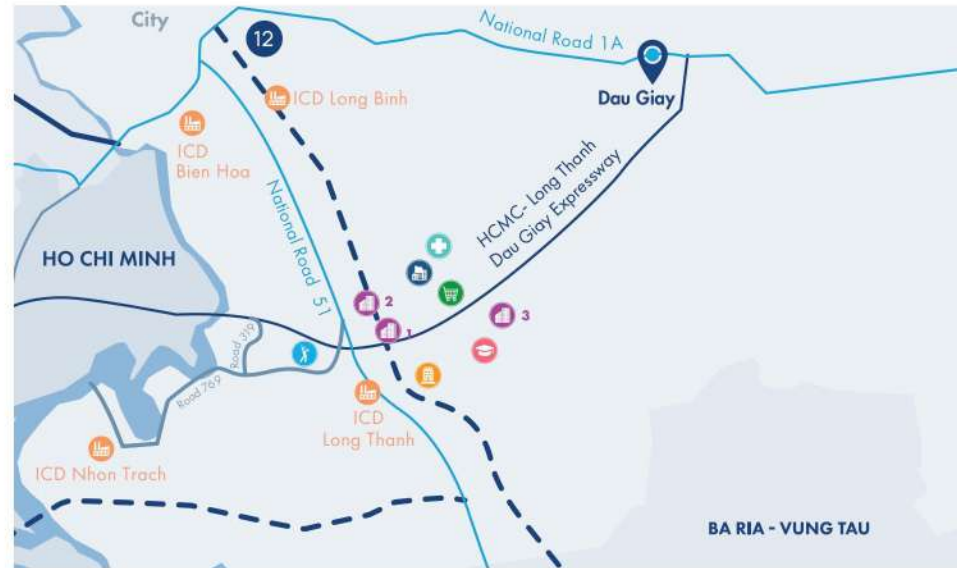 City
12
National Road 1A
Dau Giay
ICD Long Binh
ICD
Bien Hoa
National Road 51
HCMC- Long Thanh
Dau Giay Expressway
HO CHI MINH
2
1
3
Road 319
Road 769
ICD
Long Thanh
ICD Nhon Trach
BA RIA - VUNG TAU